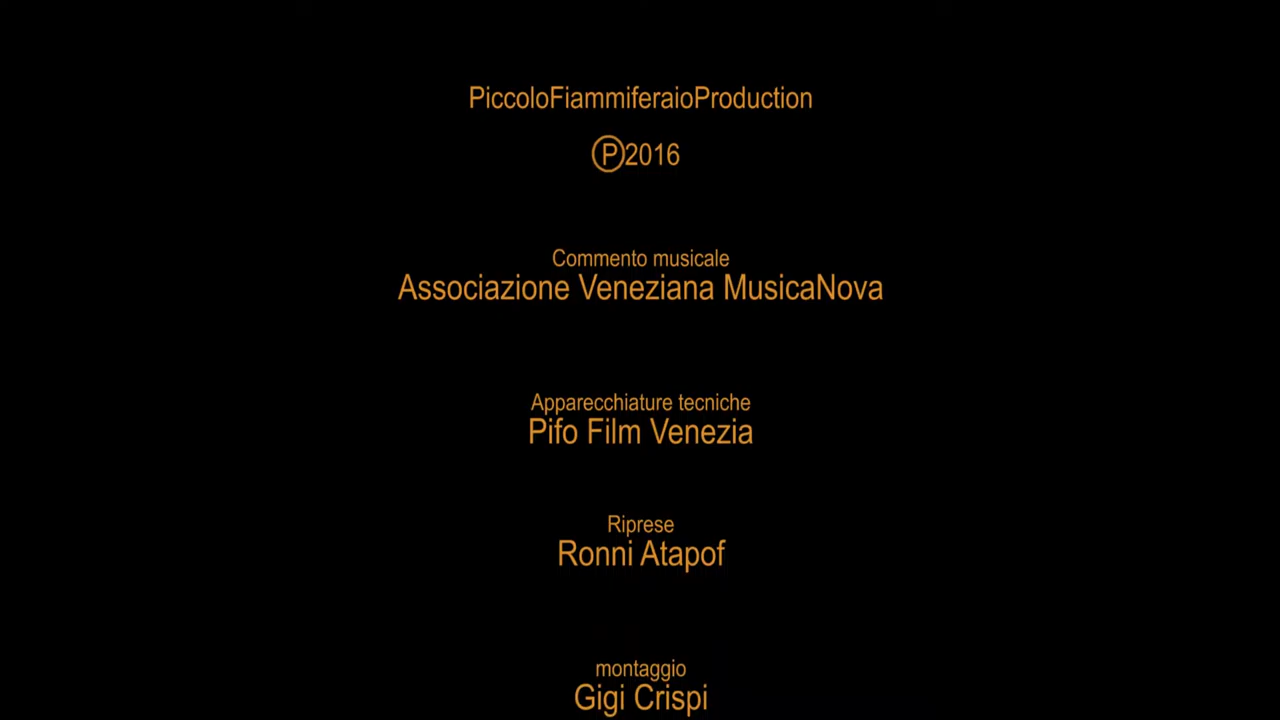 PiccoloFiammiferaioProduction
Ⓟ2016
Commento musicale
Associazione Veneziana MusicaNova
Apparecchiature tecniche
Pifo Film Venezia
Riprese
Ronni Atapof
montaggio
Gigi Crispi